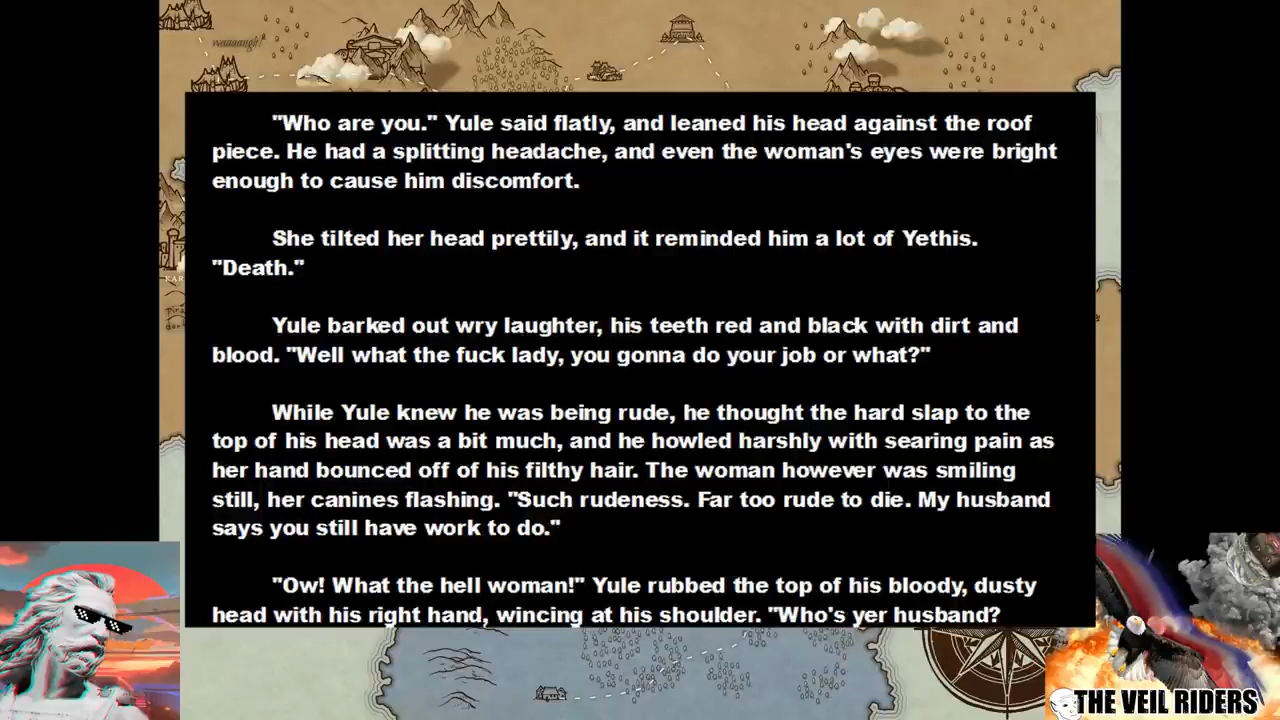 waaaaugh!
"Who are you." Yule said flatly, and leaned his head against the roof
piece. He had a splitting headache, and even the woman's eyes were bright
enough to cause him discomfort.
She tilted her head prettily, and it reminded him a lot of Yethis.
"Death."
Yule barked out wry laughter, his teeth red and black with dirt and
blood. "Well what the fuck lady, you gonna do your job or what?"
While Yule knew he was being rude, he thought the hard slap to the
top of his head was a bit much, and he howled harshly with searing pain as
her hand bounced off of his filthy hair. The woman however was smiling
still, her canines flashing. "Such rudeness. Far too rude to die. My husband
says you still have work to do."
"Ow! What the hell woman!" Yule rubbed the top of his bloody, dusty
head with his right hand, wincing at his shoulder. "Who's yer husband?
THE VEIL RIDERS